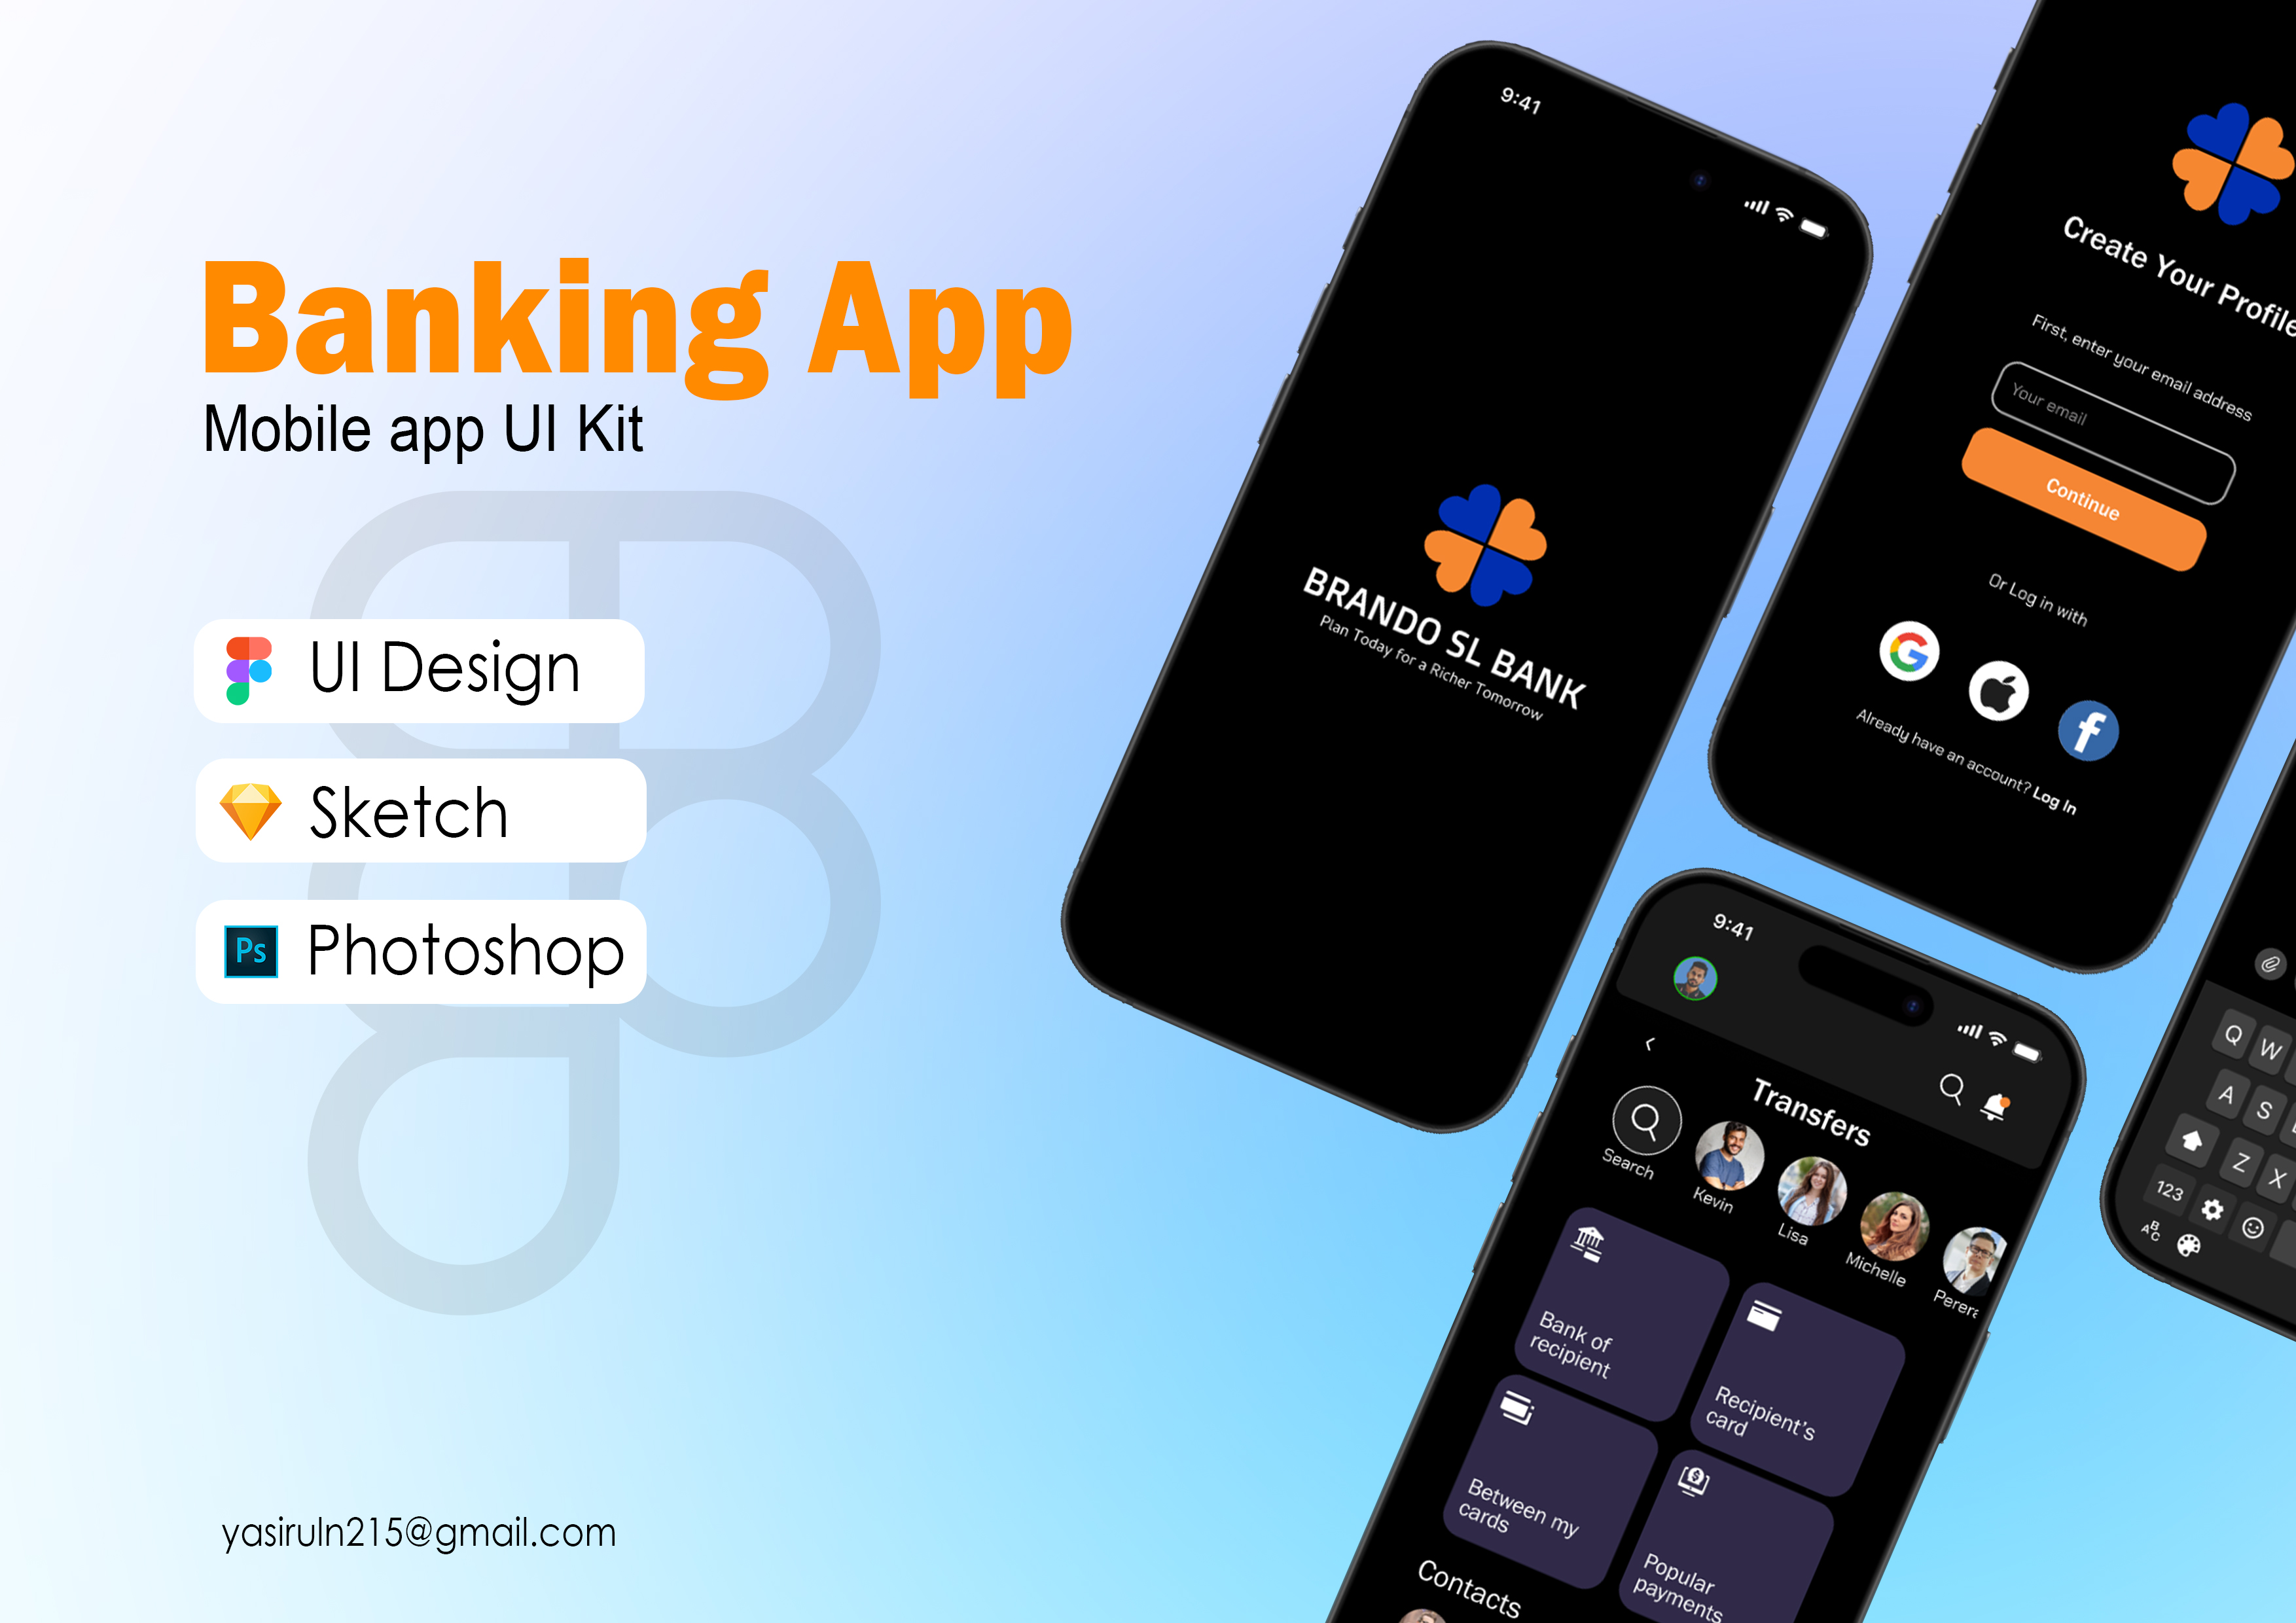 Banking App
Mobile app UI Kit
UI Design
Sketch
Ps
Photoshop
yasiruln215@gmail.com
9:41
BRANDO SL BANK
Plan Today for a Richer Tomorrow
Create Your Profile
First, enter your email address
Your email
Continue
Or Log in with
G
f
Already have an account? Log In
9:41
Transfers
Search
Kevin
Lisa
Michelle
Perera
Bank of
recipient
Recipient's
card
Between my
cards
Popular
payments
Contacts
Q W
A S
Z X
123
ABC